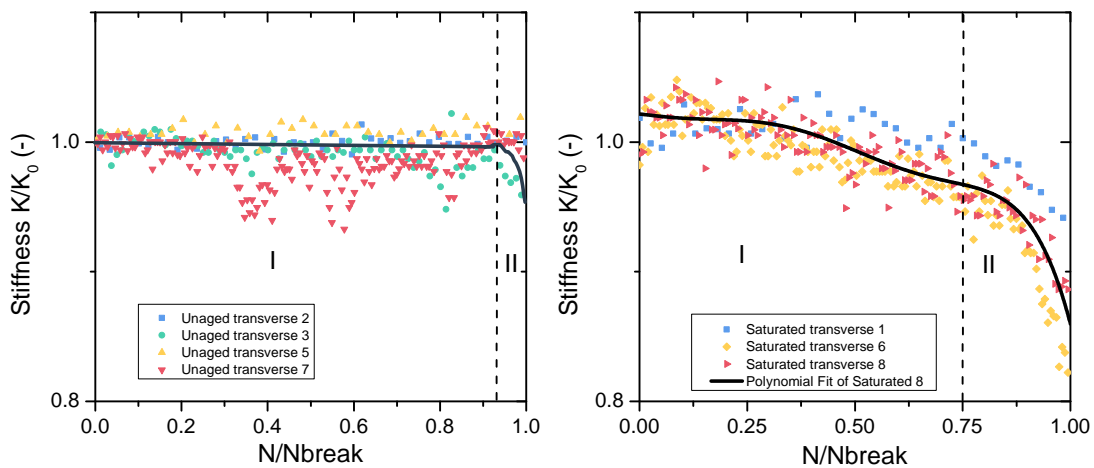 Stiffness K/K0 (-)
1.0
0.8
I
II
Unaged transverse 2
Unaged transverse 3
Unaged transverse 5
Unaged transverse 7
0.0 0.2 0.4 0.6 0.8 1.0
N/Nbreak
Stiffness K/K0 (-)
1.0
0.8
I
II
Saturated transverse 1
Saturated transverse 6
Saturated transverse 8
Polynomial Fit of Saturated 8
0.00 0.25 0.50 0.75 1.00
N/Nbreak